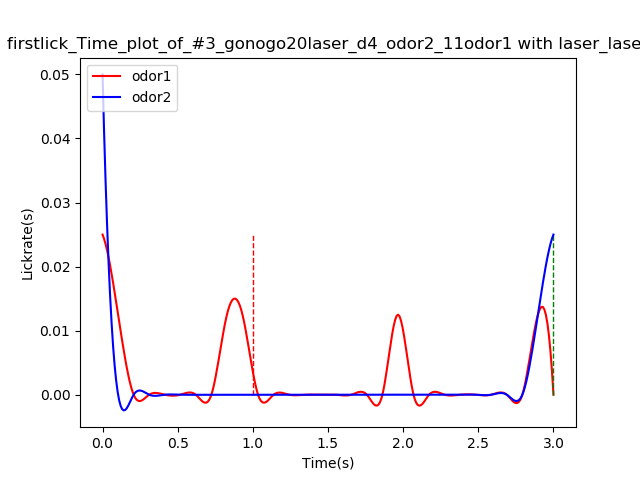 firstlick_Time_plot_of_#3_gonogo20laser_d4_odor2_11odor1 with laser_lase
odor1
odor2
0.05
0.04
0.03
0.02
0.01
0.00
Lickrate(s)
0.0 0.5 1.0 1.5 2.0 2.5 3.0
Time(s)